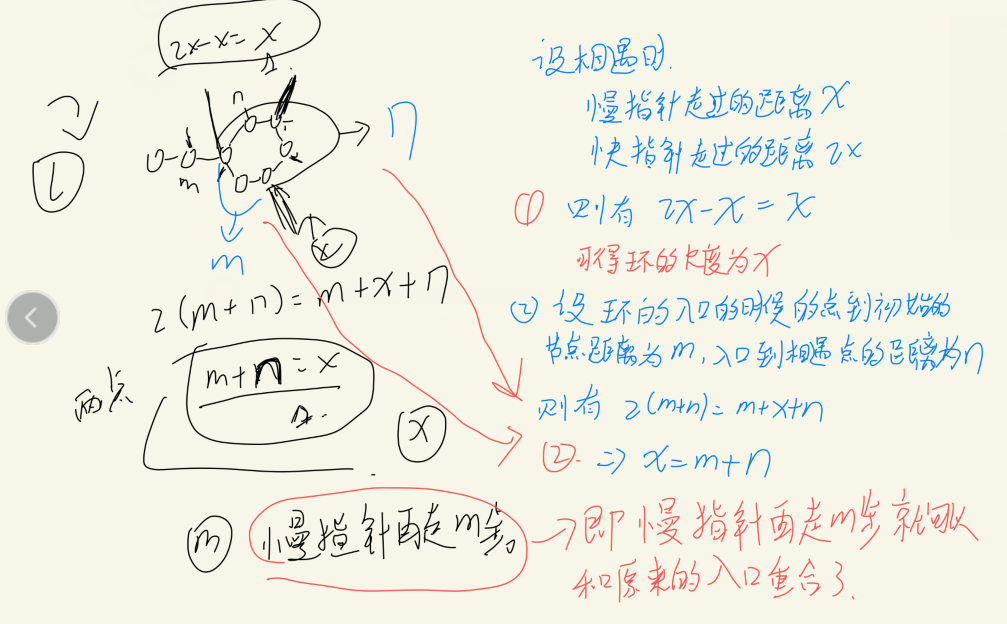 2x-x=x
n
m
n
m
x
2(m+n)=m+x+n
两点
m+n=x
x
m
慢指针再走m步。
设相遇时.
慢指针走过的距离x
快指针走过的距离2x
① 则有 2x-x=x
可得环的长度为x
② 设环的入口的时候的点到初始的
节点距离为m,入口到相遇点的距离为n
则有 2(m+n)=m+x+n
②. => x=m+n
→即慢指针再走m步就可以
和原来的入口重合了.